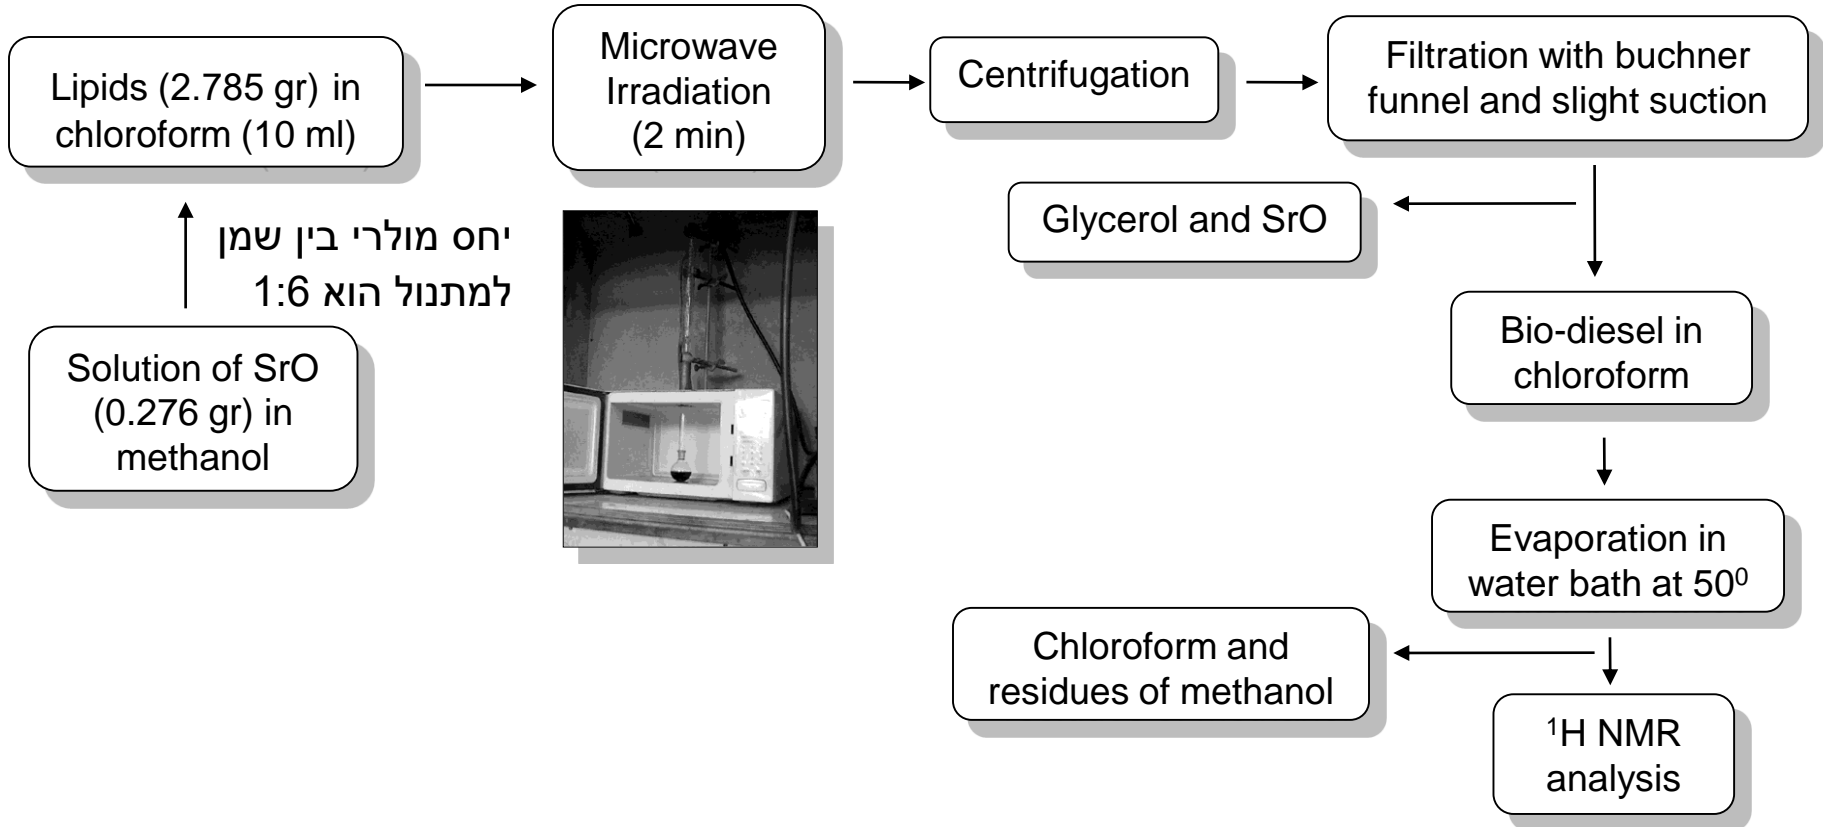 Lipids (2.785 gr) in
chloroform (10 ml)
Microwave
Irradiation
(2 min)
Centrifugation
Filtration with buchner
funnel and slight suction
Glycerol and SrO
יחס מולרי בין שמן
למתנול הוא 1:6
Solution of SrO
(0.276 gr) in
methanol
Bio-diesel in
chloroform
Evaporation in
water bath at 50⁰
Chloroform and
residues of methanol
¹H NMR
analysis